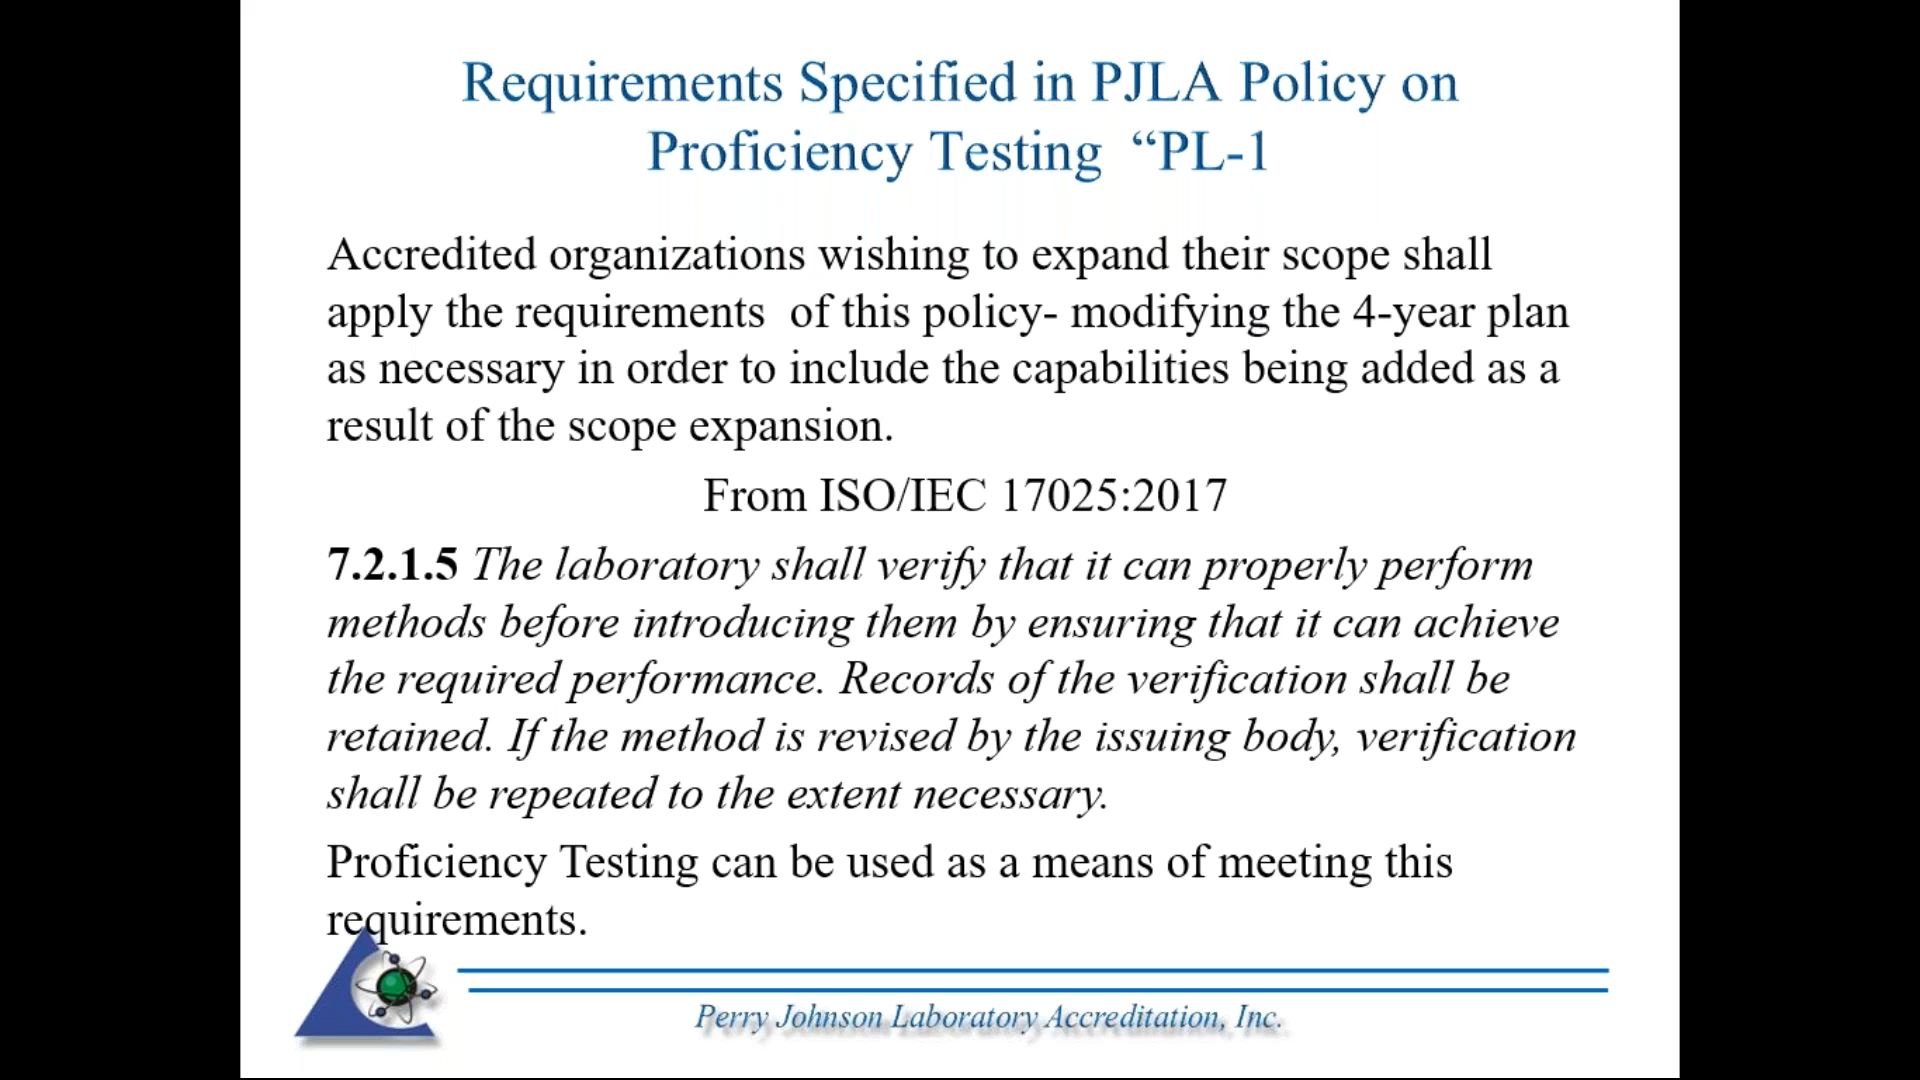 Requirements Specified in PJLA Policy on
Proficiency Testing “PL-1
Accredited organizations wishing to expand their scope shall
apply the requirements of this policy- modifying the 4-year plan
as necessary in order to include the capabilities being added as a
result of the scope expansion.
From ISO/IEC 17025:2017
7.2.1.5 The laboratory shall verify that it can properly perform
methods before introducing them by ensuring that it can achieve
the required performance. Records of the verification shall be
retained. If the method is revised by the issuing body, verification
shall be repeated to the extent necessary.
Proficiency Testing can be used as a means of meeting this
requirements.
Perry Johnson Laboratory Accreditation, Inc.